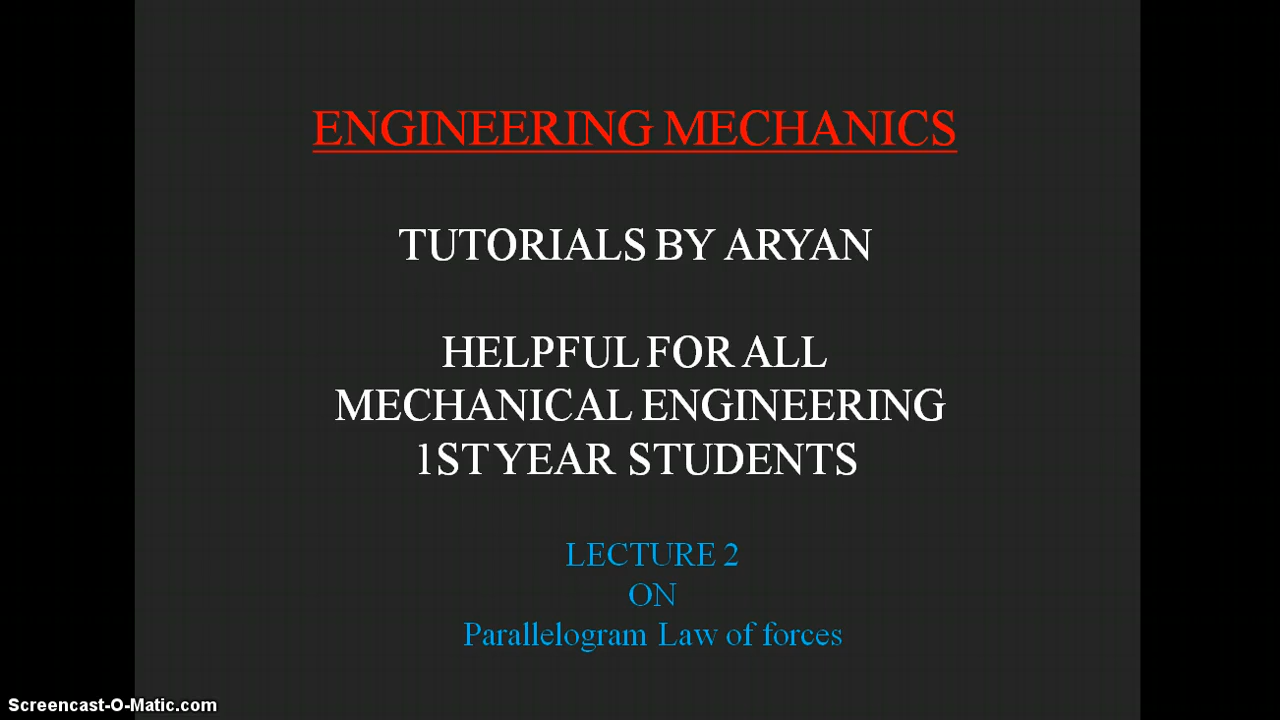 ENGINEERING MECHANICS
TUTORIALS BY ARYAN
HELPFUL FOR ALL
MECHANICAL ENGINEERING
1ST YEAR STUDENTS
LECTURE 2
ON
Parallelogram Law of forces
Screencast-O-Matic.com